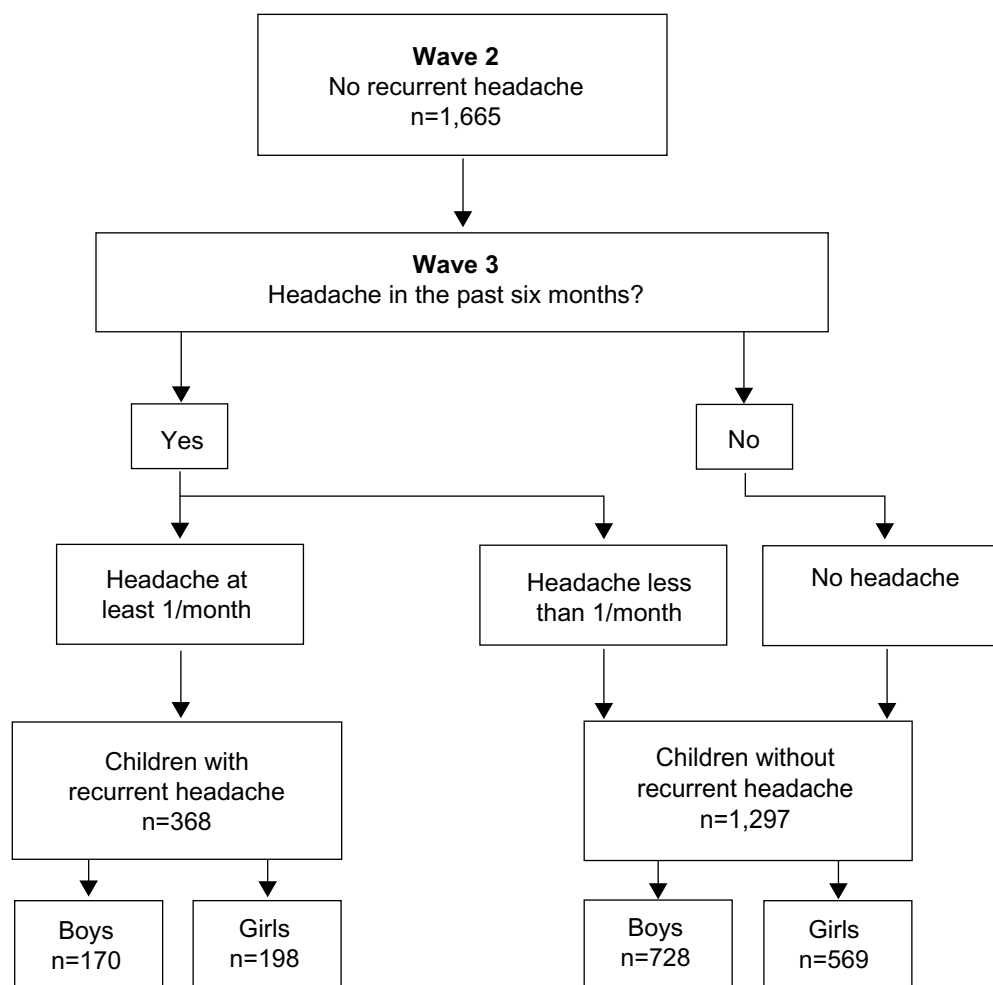 Wave 2
No recurrent headache
n=1,665
Wave 3
Headache in the past six months?
Yes
No
Headache at
least 1/month
Headache less
than 1/month
No headache
Children with
recurrent headache
n=368
Children without
recurrent headache
n=1,297
Boys
n=170
Girls
n=198
Boys
n=728
Girls
n=569